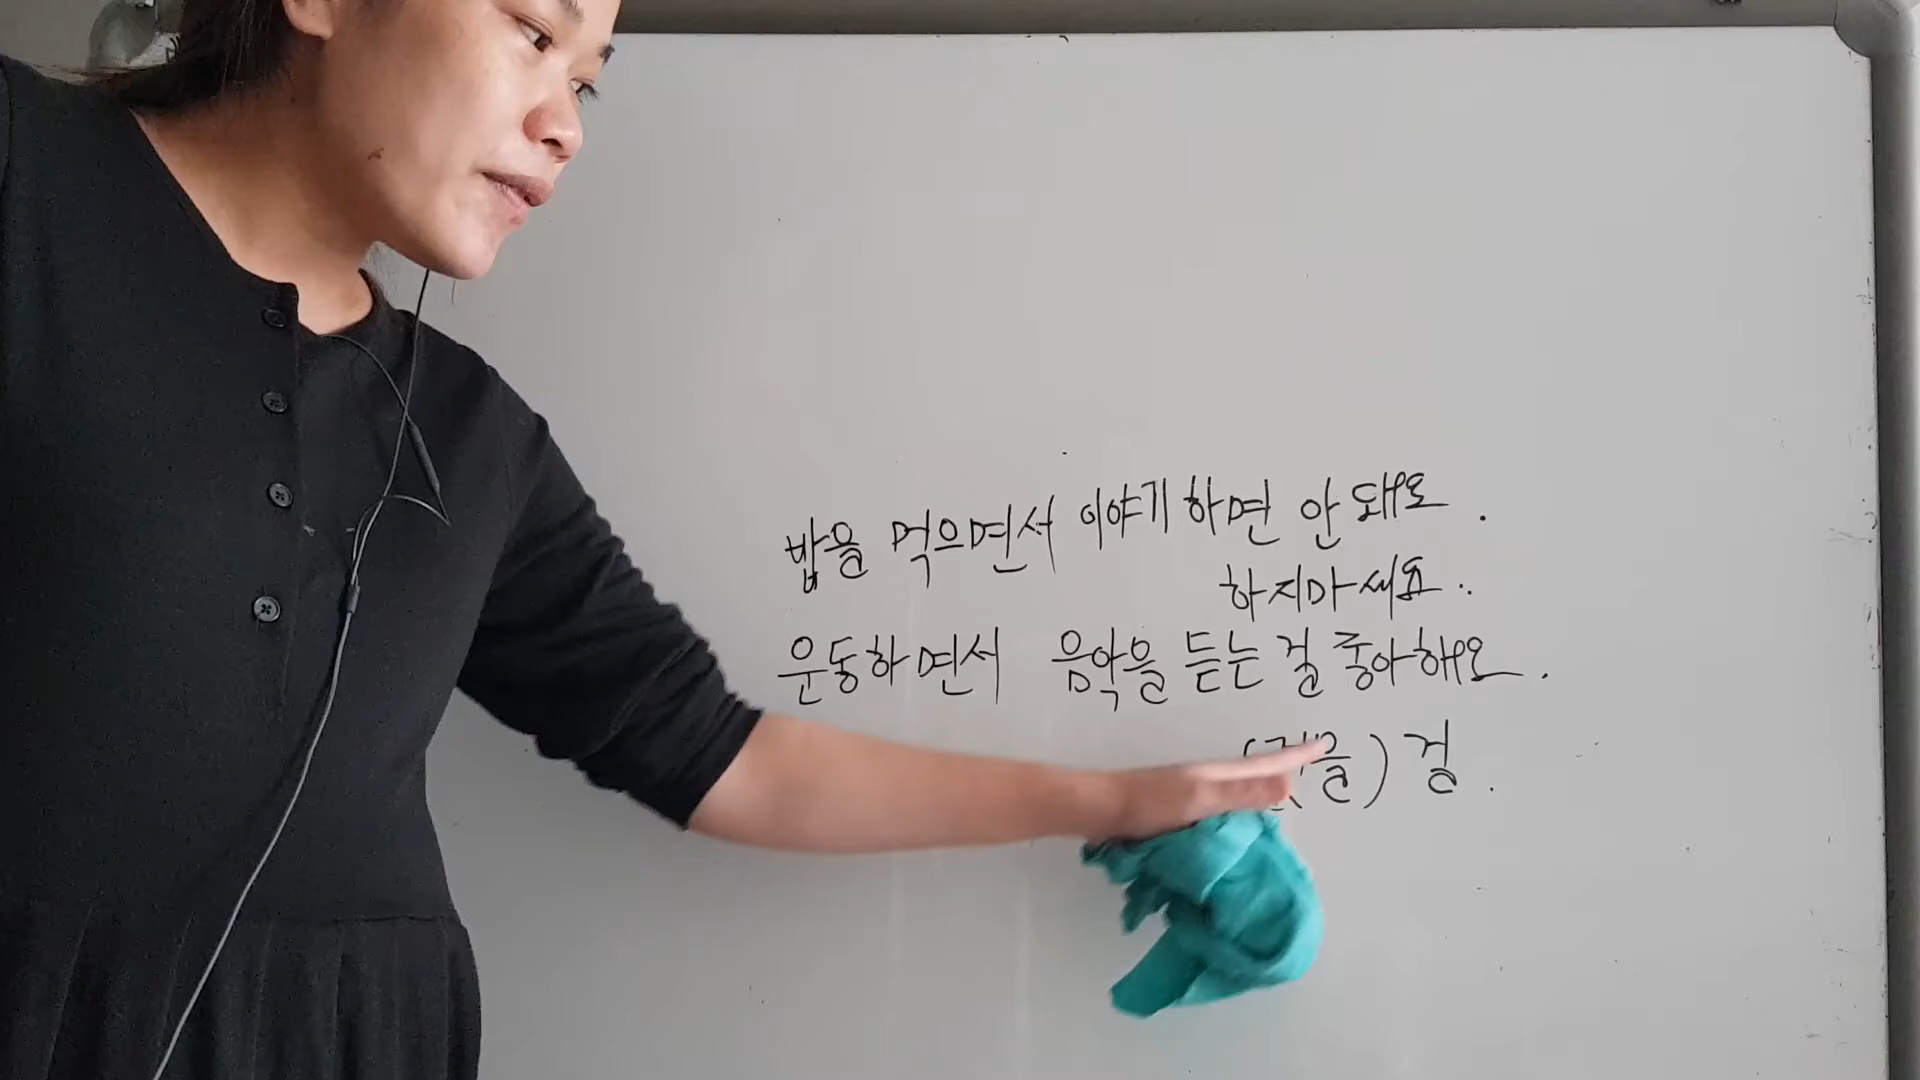 밥을 먹으면서 이야기하면 안 돼요.
하지마세요.
운동하면서 음악을 듣는 걸 좋아해요.
(것을) 걸.